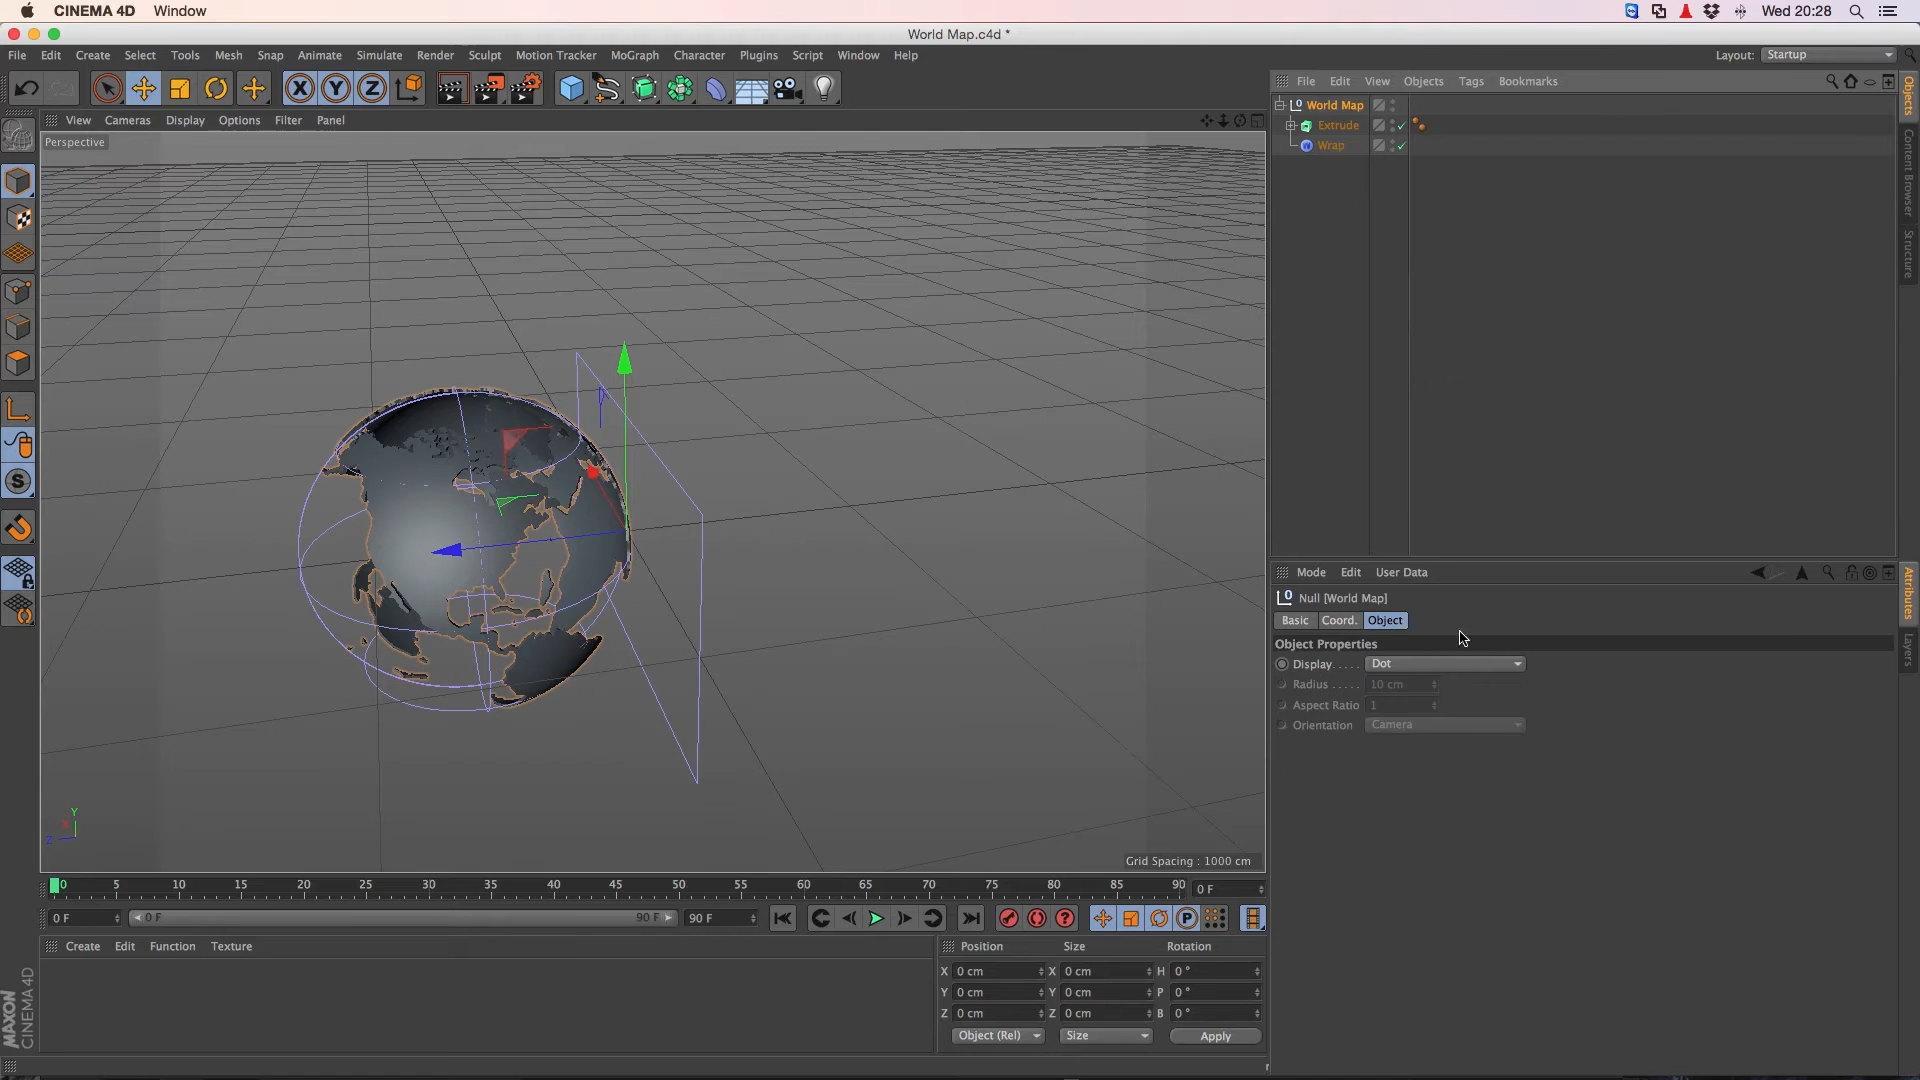 CINEMA 4D Window Wed 20:28
World Map.c4d *
File Edit Create Select Tools Mesh Snap Animate Simulate Render Sculpt Motion Tracker MoGraph Character Plugins Script Window Help Layout: Startup
X Y Z
File Edit View Objects Tags Bookmarks
View Cameras Display Options Filter Panel
Perspective
World Map
Extrude
Wrap
Objects
Content Browser
Structure
Mode Edit User Data
Null [World Map]
Basic Coord. Object
Object Properties
Display..... Dot
Radius..... 10 cm
Aspect Ratio 1
Orientation Camera
Attributes
Layers
Y
X
Z
Grid Spacing : 1000 cm
0 5 10 15 20 25 30 35 40 45 50 55 60 65 70 75 80 85 90 0 F
0 F 0 F 90 F 90 F
P
Create Edit Function Texture
Position Size Rotation
X 0 cm X 0 cm H 0 °
Y 0 cm Y 0 cm P 0 °
Z 0 cm Z 0 cm B 0 °
Object (Rel) Size Apply
MAXON
CINEMA 4D